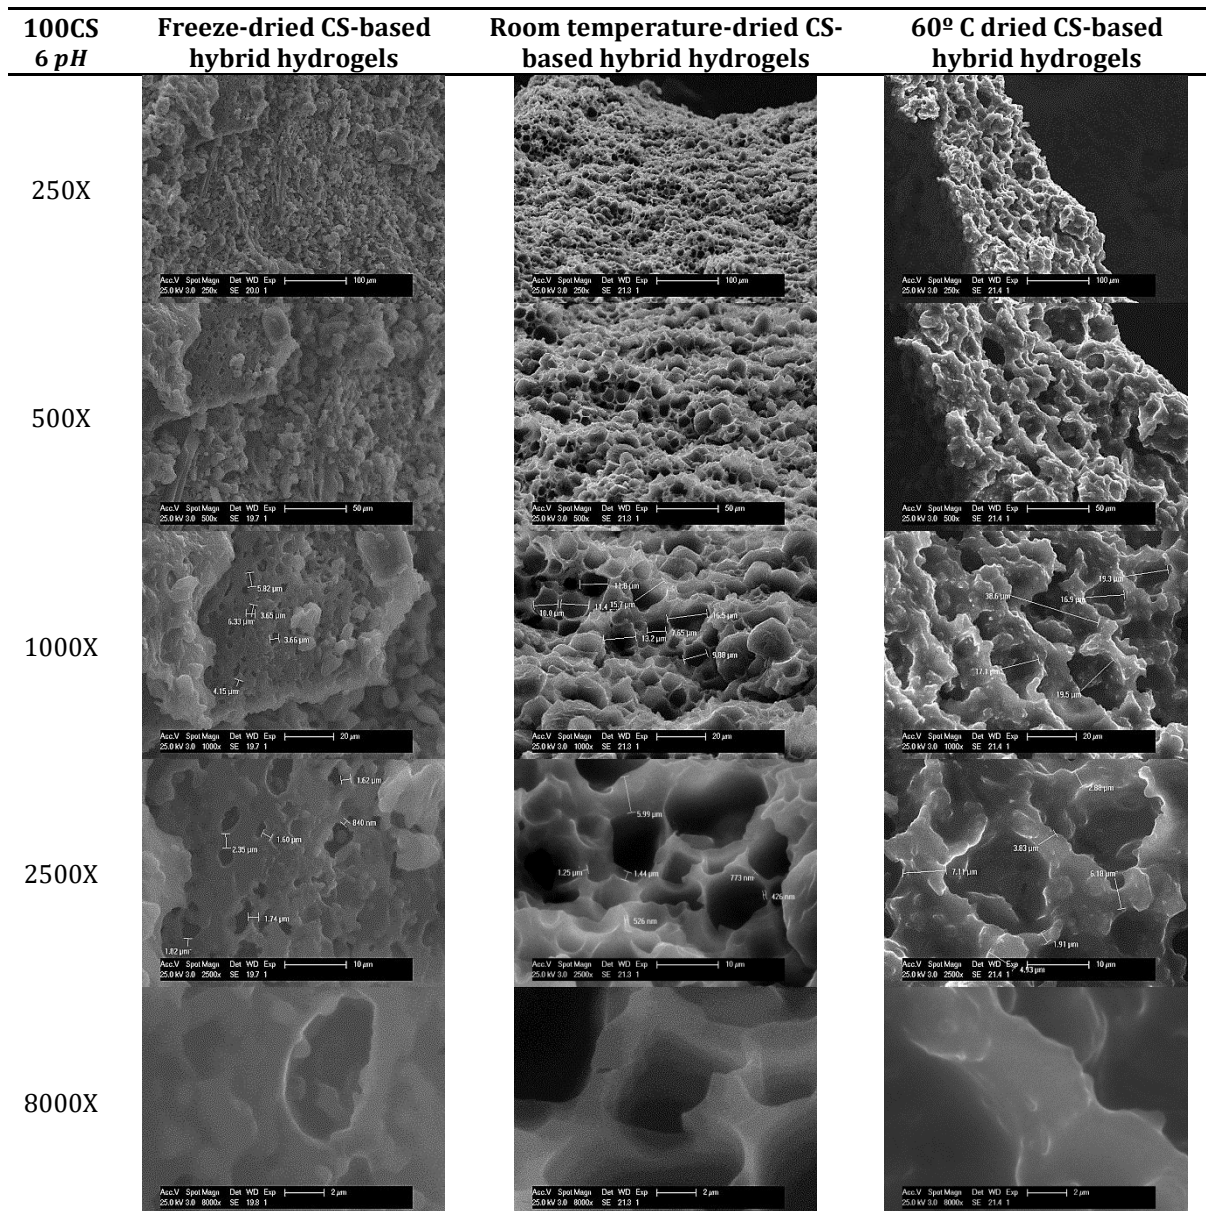 100CS
6 pH
Freeze-dried CS-based
hybrid hydrogels
Room temperature-dried CS-
based hybrid hydrogels
60º C dried CS-based
hybrid hydrogels
250X
Acc.V Spot Magn Det WD Exp 100 µm
25.0 kV 3.0 250x SE 20.0 1
Acc.V Spot Magn Det WD Exp 100 µm
25.0 kV 3.0 250x SE 21.3 1
Acc.V Spot Magn Det WD Exp 100 µm
25.0 kV 3.0 250x SE 21.4 1
500X
Acc.V Spot Magn Det WD Exp 50 µm
25.0 kV 3.0 500x SE 19.7 1
Acc.V Spot Magn Det WD Exp 50 µm
25.0 kV 3.0 500x SE 21.3 1
Acc.V Spot Magn Det WD Exp 50 µm
25.0 kV 3.0 500x SE 21.4 1
1000X
5.82 µm
3.65 µm
6.33 µm
3.66 µm
4.15 µm
Acc.V Spot Magn Det WD Exp 20 µm
25.0 kV 3.0 1000x SE 19.7 1
15.7 µm
13.2 µm
9.88 µm
Acc.V Spot Magn Det WD Exp 20 µm
25.0 kV 3.0 1000x SE 21.3 1
19.3 µm
38.6 µm
16.9 µm
17.1 µm
19.5 µm
Acc.V Spot Magn Det WD Exp 20 µm
25.0 kV 3.0 1000x SE 21.4 1
2500X
1.62 µm
840 nm
1.60 µm
2.35 µm
1.74 µm
1.82 µm
Acc.V Spot Magn Det WD Exp 10 µm
25.0 kV 3.0 2500x SE 19.7 1
5.99 µm
1.25 µm
1.44 µm
773 nm
426 nm
526 nm
Acc.V Spot Magn Det WD Exp 10 µm
25.0 kV 3.0 2500x SE 21.3 1
2.88 µm
3.83 µm
7.11 µm
6.18 µm
1.91 µm
4.93 µm
Acc.V Spot Magn Det WD Exp 10 µm
25.0 kV 3.0 2500x SE 21.4 1
8000X
Acc.V Spot Magn Det WD Exp 2 µm
25.0 kV 3.0 8000x SE 19.8 1
Acc.V Spot Magn Det WD Exp 2 µm
25.0 kV 3.0 8000x SE 21.3 1
Acc.V Spot Magn Det WD Exp 2 µm
25.0 kV 3.0 8000x SE 21.4 1